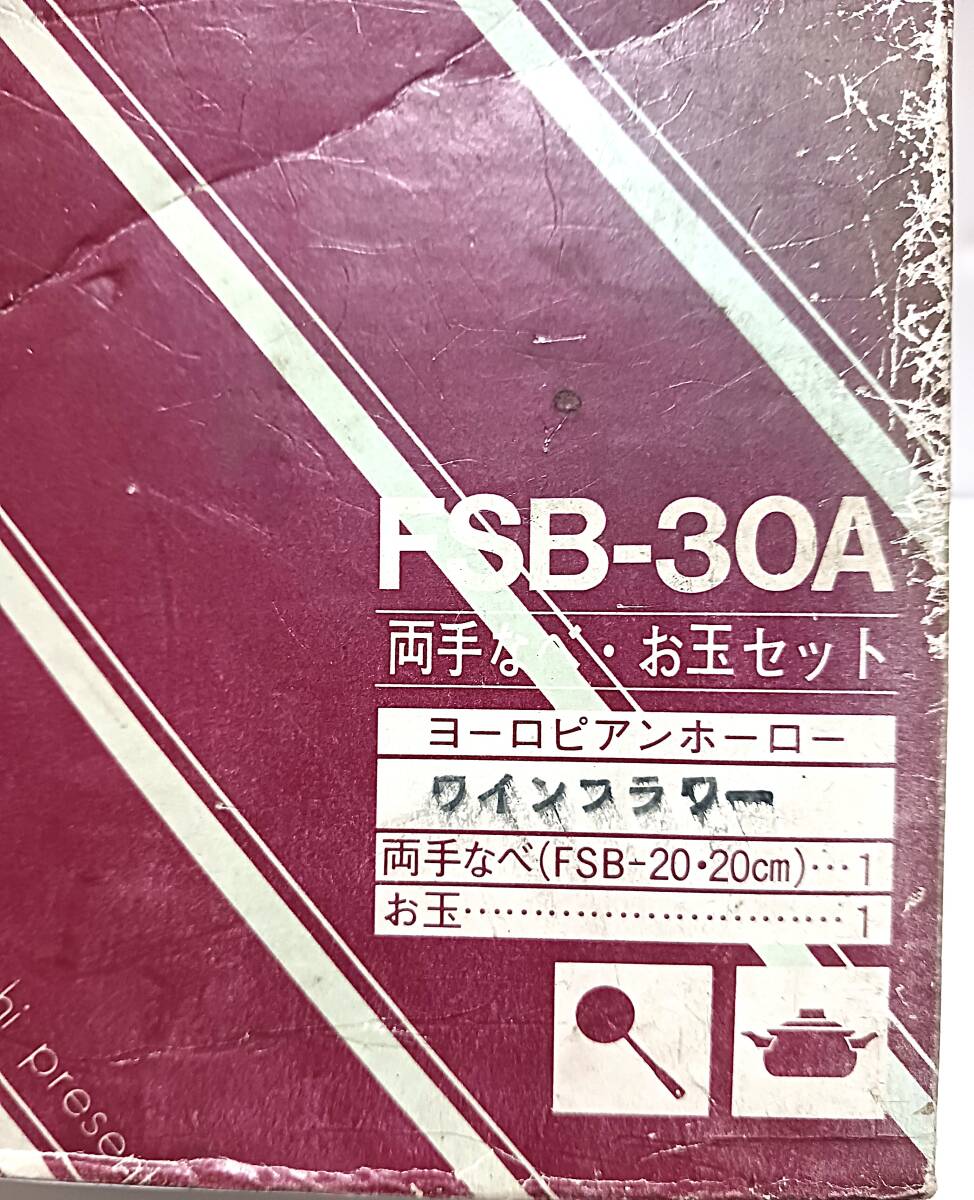 FSB-30A
両手なべ・お玉セット
ヨーロピアンホーロー
ワインフラワー
両手なべ(FSB-20・20cm)…1
お玉…………………………1
hi presen